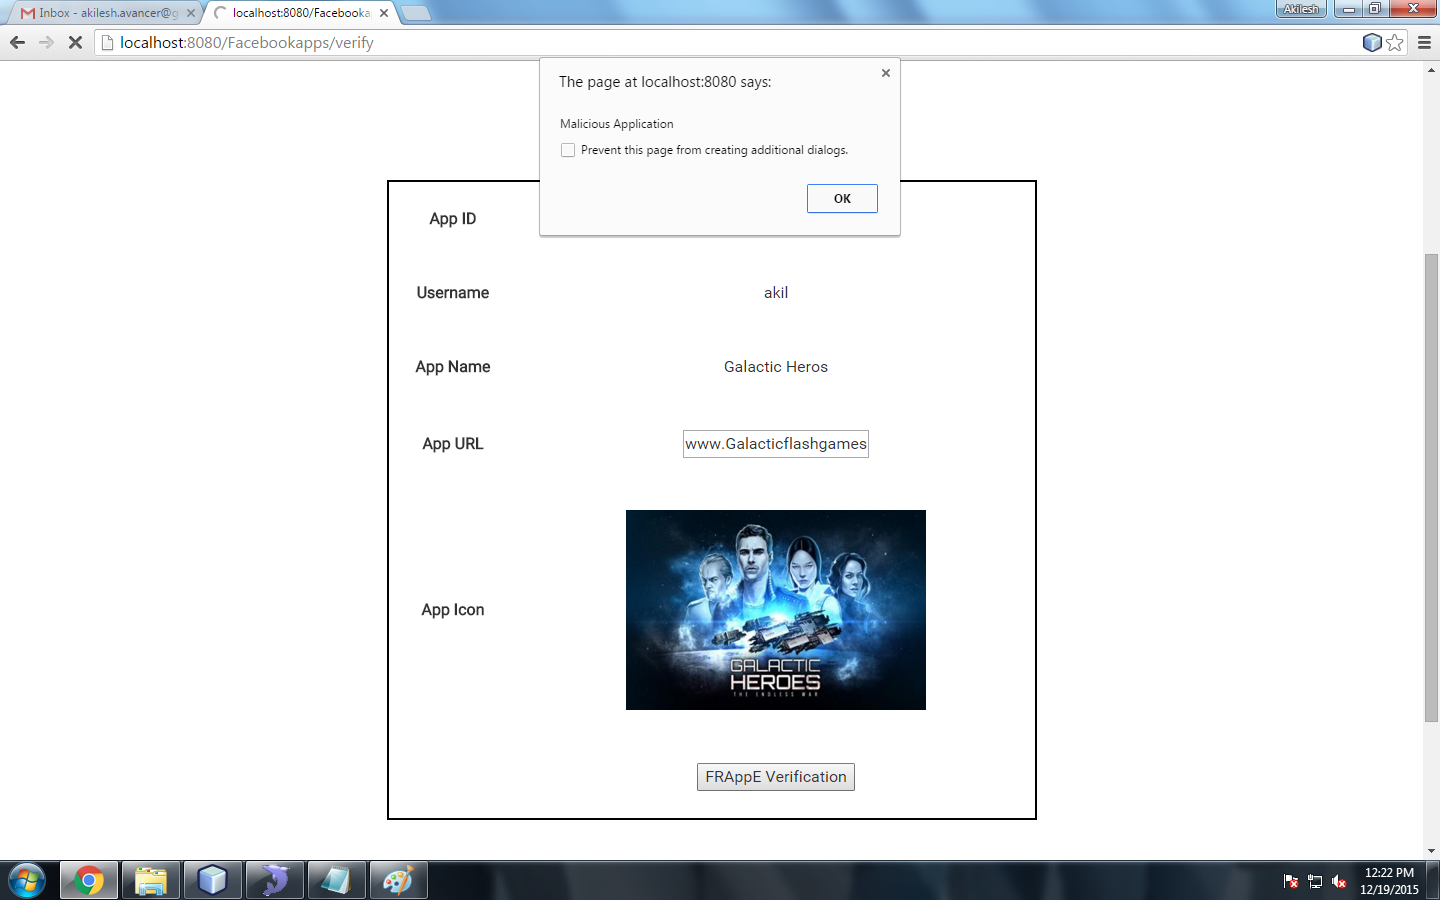 Inbox - akilesh.avancer@g
localhost:8080/Facebooka
Akilesh
localhost:8080/Facebookapps/verify
The page at localhost:8080 says:
Malicious Application
Prevent this page from creating additional dialogs.
OK
App ID
Username
akil
App Name
Galactic Heros
App URL
www.Galacticflashgames
App Icon
GALACTIC
HEROES
THE ENDLESS WAR
FRAppE Verification
12:22 PM
12/19/2015